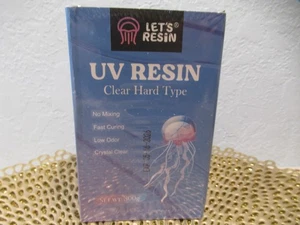 LET'S
RESIN®
UV RESIN
Clear Hard Type
No Mixing
Fast Curing
Low Odor
Crystal Clear